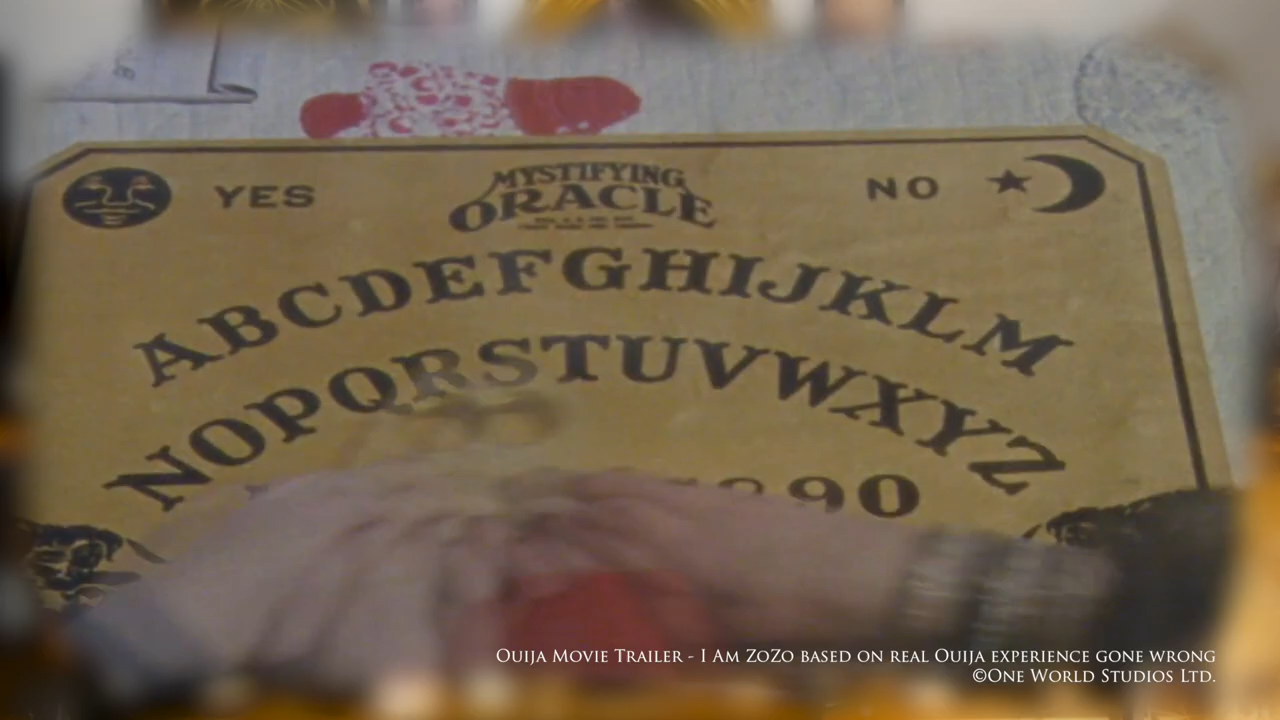 YES
MYSTIFYING
ORACLE
NO
ABCDEFGHIJKLM
NOPQRSTUVWXYZ
890
Ouija Movie Trailer - I Am ZoZo based on real Ouija experience gone wrong
©One World Studios Ltd.